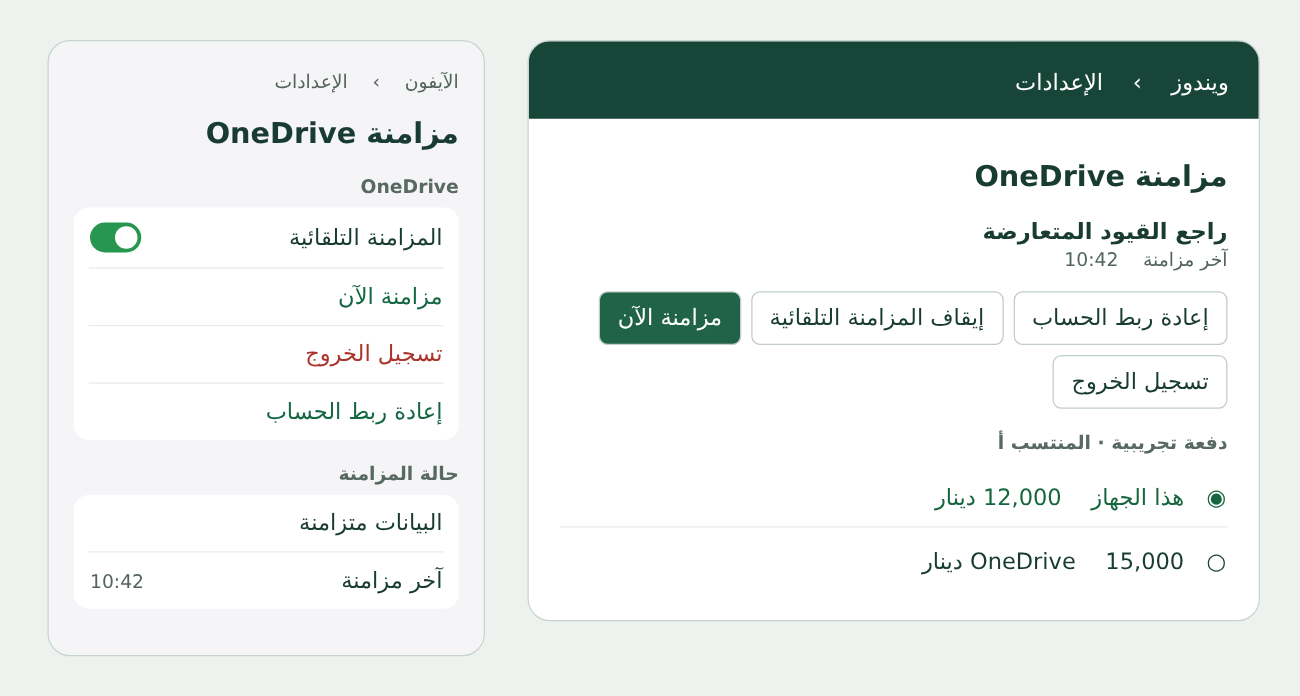 ويندوز › الإعدادات
مزامنة OneDrive
راجع القيود المتعارضة
آخر مزامنة 10:42
إعادة ربط الحساب
إيقاف المزامنة التلقائية
مزامنة الآن
تسجيل الخروج
دفعة تجريبية · المنتسب أ
◉ هذا الجهاز 12,000 دينار
○ OneDrive 15,000 دينار
الآيفون › الإعدادات
مزامنة OneDrive
OneDrive
المزامنة التلقائية
مزامنة الآن
تسجيل الخروج
إعادة ربط الحساب
حالة المزامنة
البيانات متزامنة
آخر مزامنة 10:42